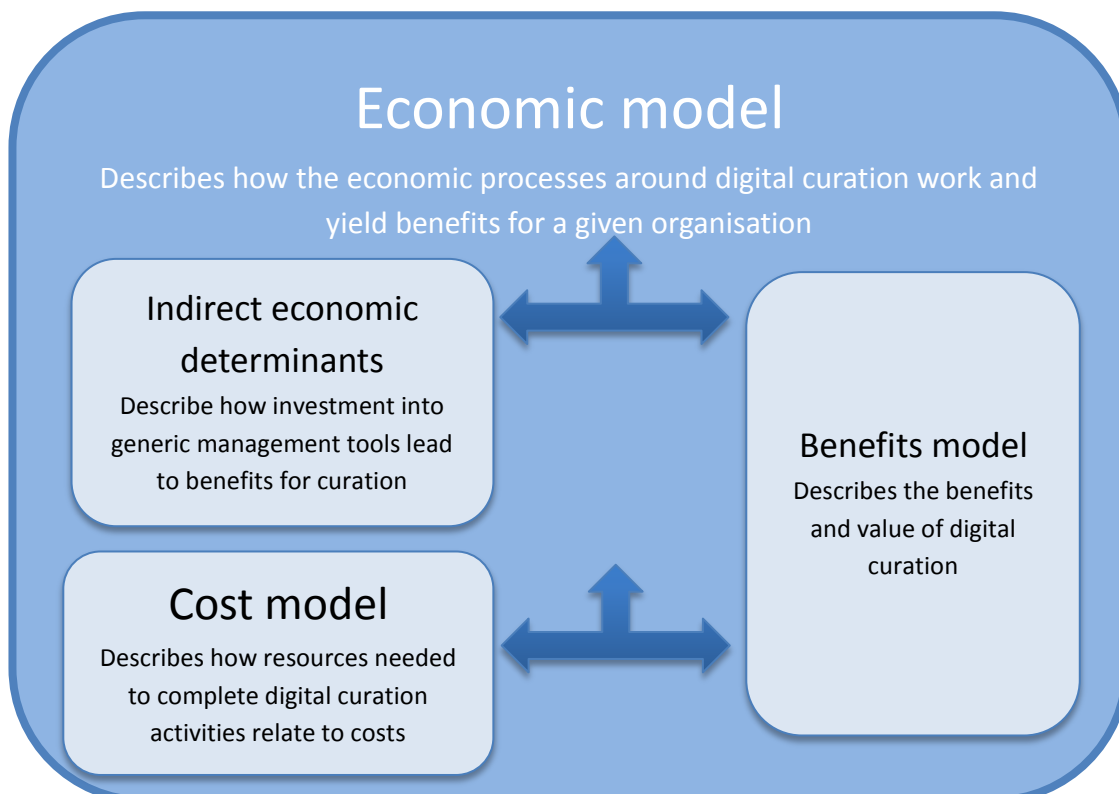 Economic model
Describes how the economic processes around digital curation work and
yield benefits for a given organisation
Indirect economic
determinants
Describe how investment into
generic management tools lead
to benefits for curation
Cost model
Describes how resources needed
to complete digital curation
activities relate to costs
Benefits model
Describes the benefits
and value of digital
curation